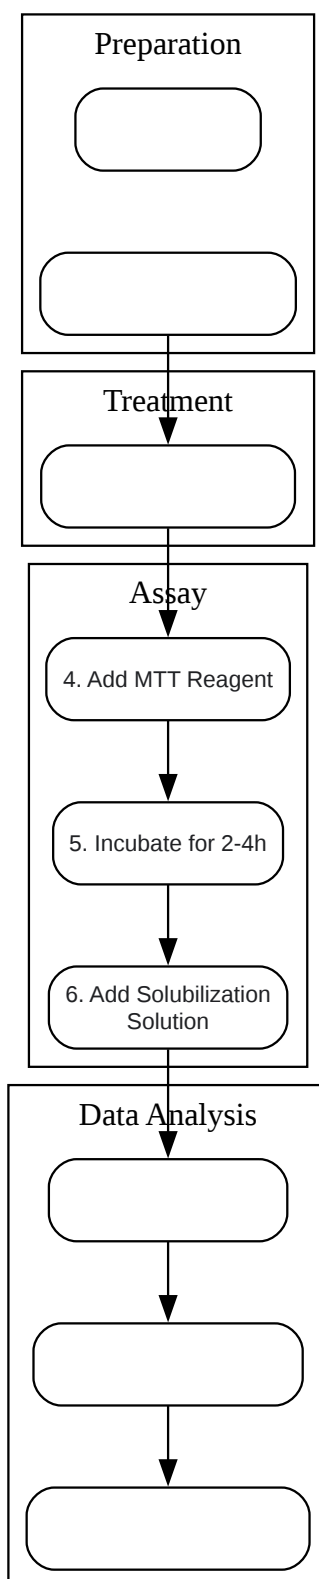 Preparation
Treatment
Assay
4. Add MTT Reagent
5. Incubate for 2-4h
6. Add Solubilization
Solution
Data Analysis